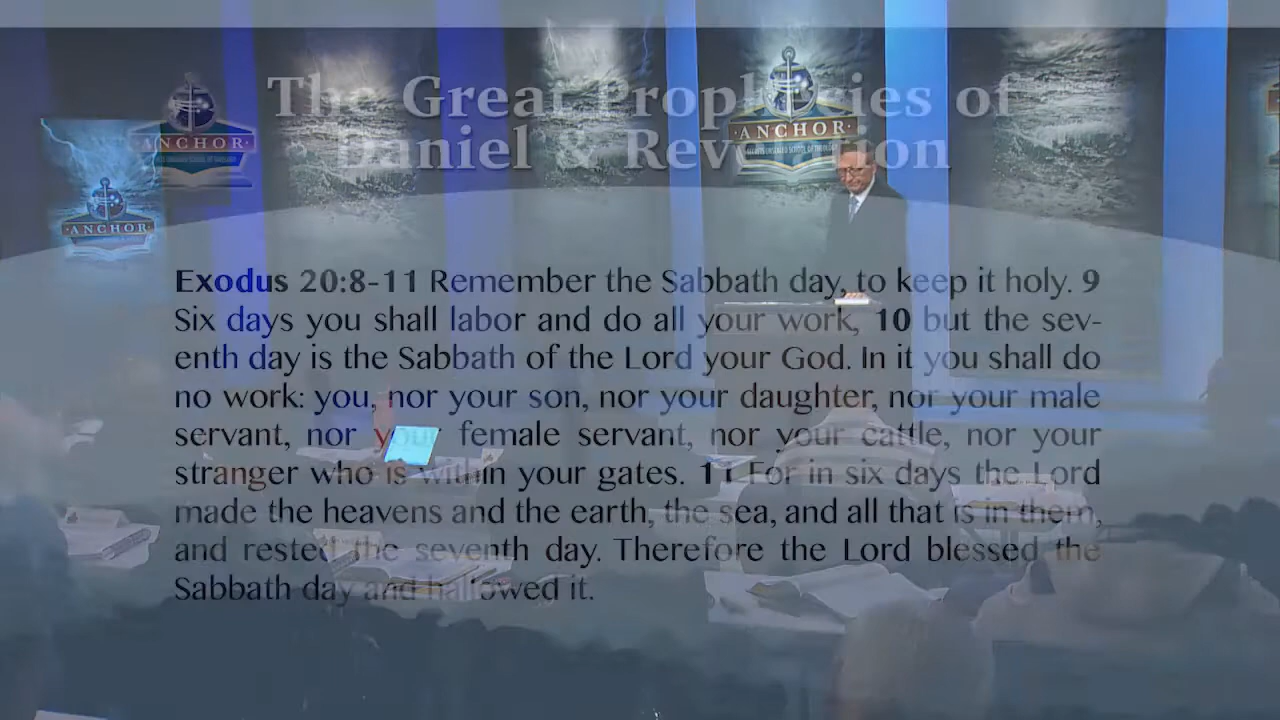 The Great Prophecies of
Daniel & Revelation
ANCHOR
ANCHOR
ANCHOR
Exodus 20:8-11 Remember the Sabbath day, to keep it holy. 9
Six days you shall labor and do all your work, 10 but the sev-
enth day is the Sabbath of the Lord your God. In it you shall do
no work: you, nor your son, nor your daughter, nor your male
servant, nor your female servant, nor your cattle, nor your
stranger who is within your gates. 11 For in six days the Lord
made the heavens and the earth, the sea, and all that is in them,
and rested the seventh day. Therefore the Lord blessed the
Sabbath day and hallowed it.